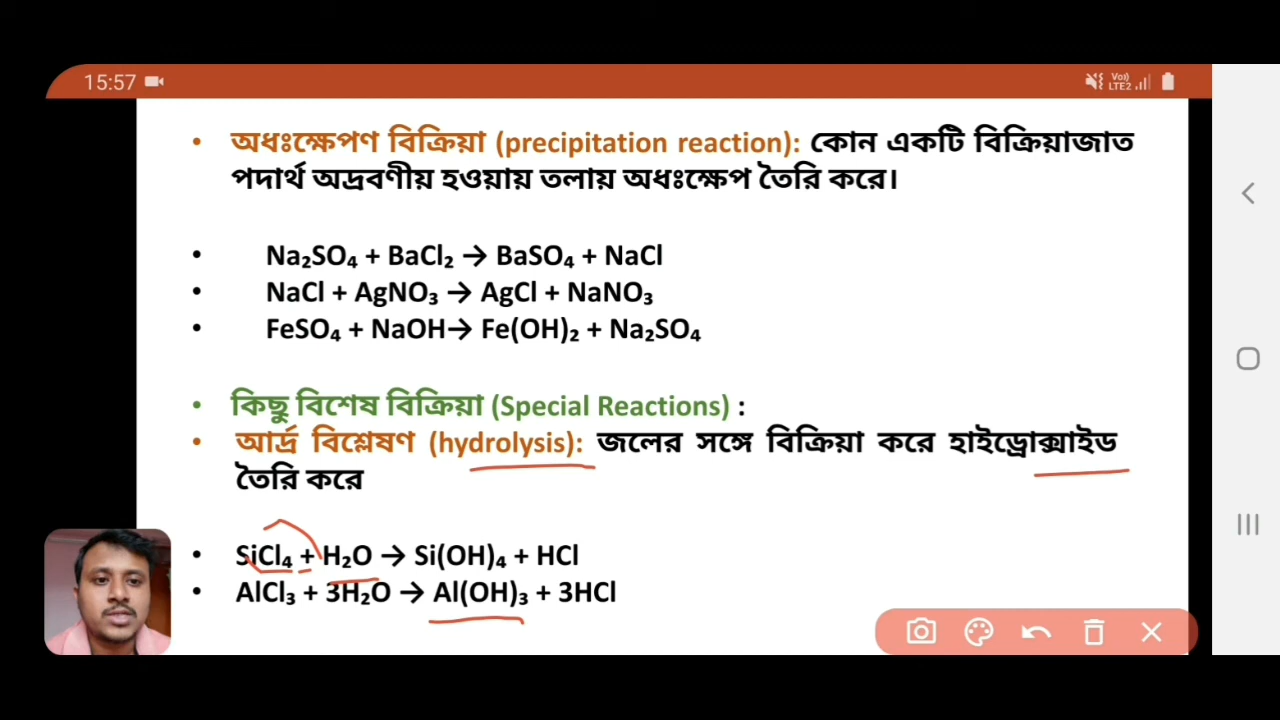 15:57
Vo)) LTE2
• অধঃক্ষেপণ বিক্রিয়া (precipitation reaction): কোন একটি বিক্রিয়াজাত
পদার্থ অদ্রবণীয় হওয়ায় তলায় অধঃক্ষেপ তৈরি করে।
• Na₂SO₄ + BaCl₂ → BaSO₄ + NaCl
• NaCl + AgNO₃ → AgCl + NaNO₃
• FeSO₄ + NaOH→ Fe(OH)₂ + Na₂SO₄
• কিছু বিশেষ বিক্রিয়া (Special Reactions) :
• আর্দ্র বিশ্লেষণ (hydrolysis): জলের সঙ্গে বিক্রিয়া করে হাইড্রোক্সাইড
তৈরি করে
• SiCl₄ + H₂O → Si(OH)₄ + HCl
• AlCl₃ + 3H₂O → Al(OH)₃ + 3HCl